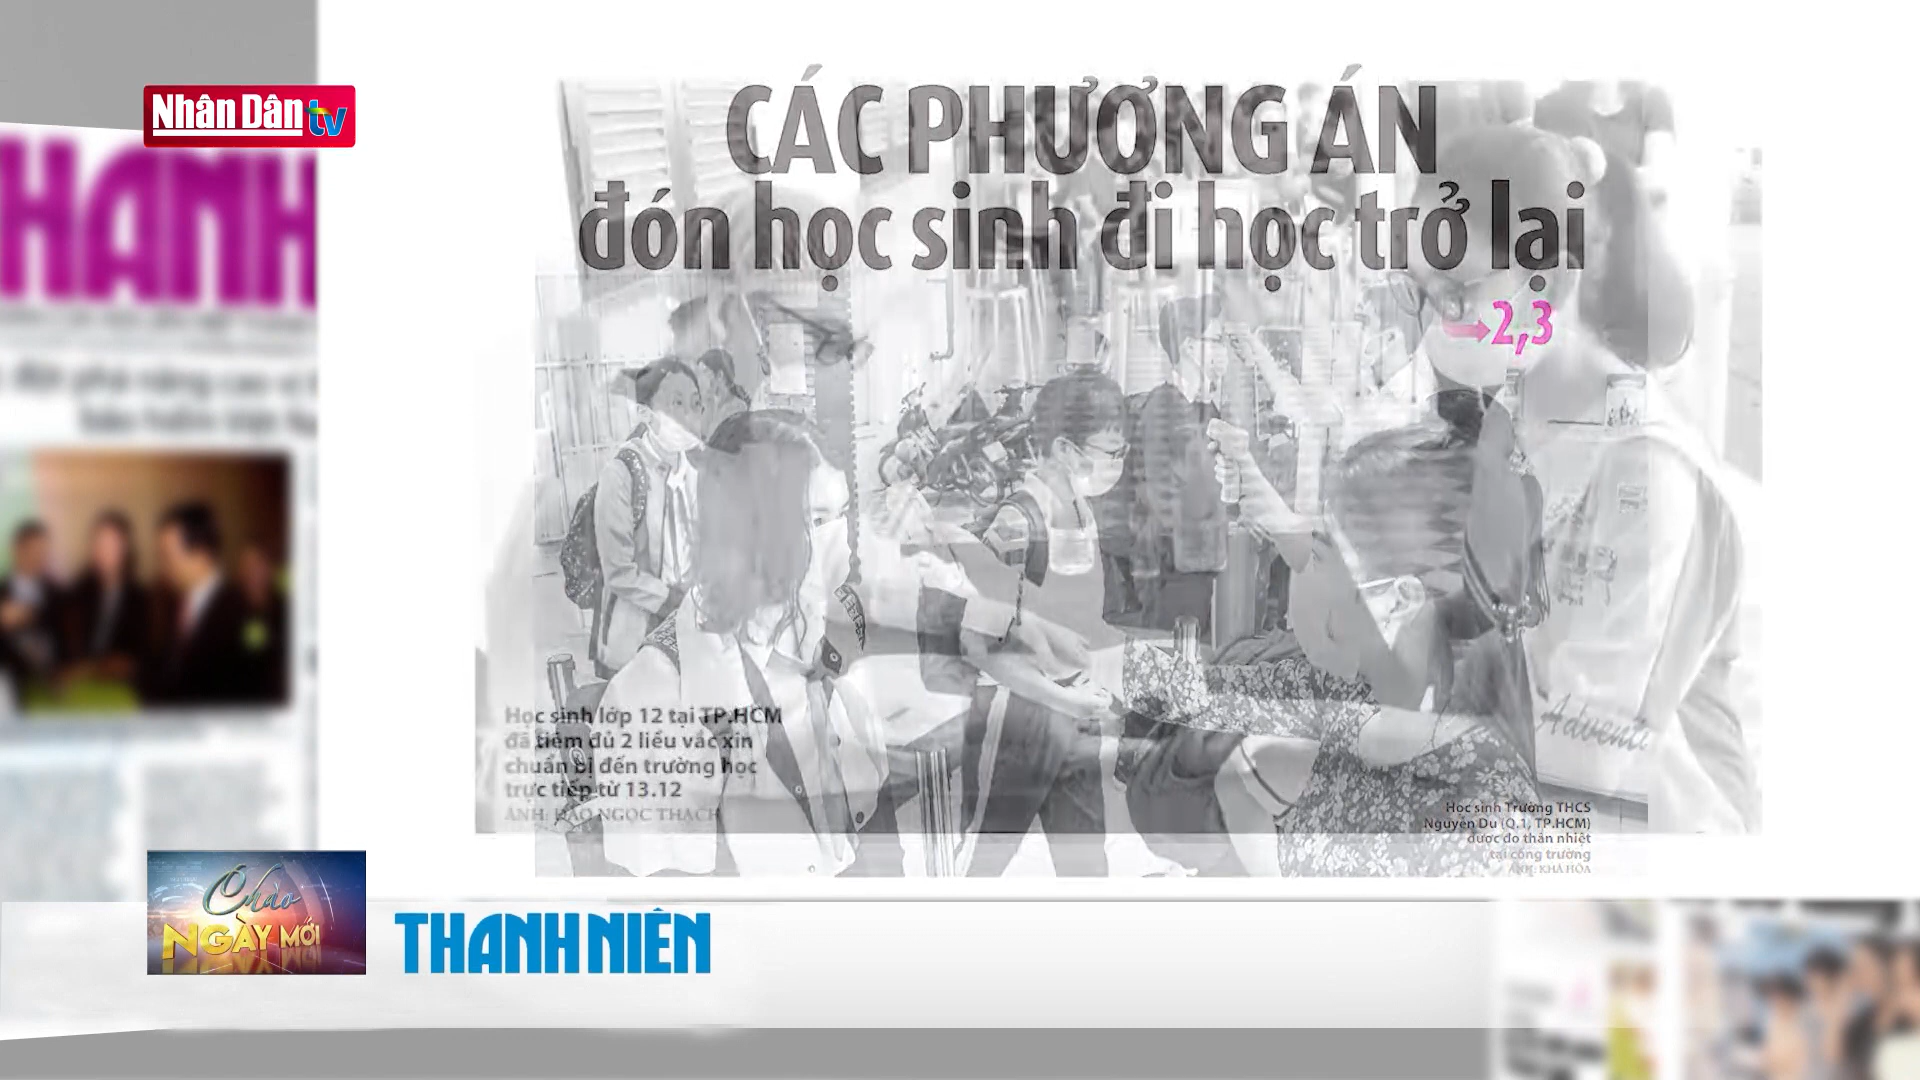 Nhân Dân tv
HANH
CÁC PHƯƠNG ÁN
đón học sinh đi học trở lại
2,3
Học sinh lớp 12 tại TP.HCM
đã tiêm đủ 2 liều vắc xin
chuẩn bị đến trường học
trực tiếp từ 13.12
ẢNH: ĐÀO NGỌC THẠCH
Học sinh Trường THCS
Nguyễn Du (Q.1, TP.HCM)
được đo thân nhiệt
tại cổng trường
ẢNH: KHẢ HÒA
Chào
NGÀY MỚI
THANH NIÊN